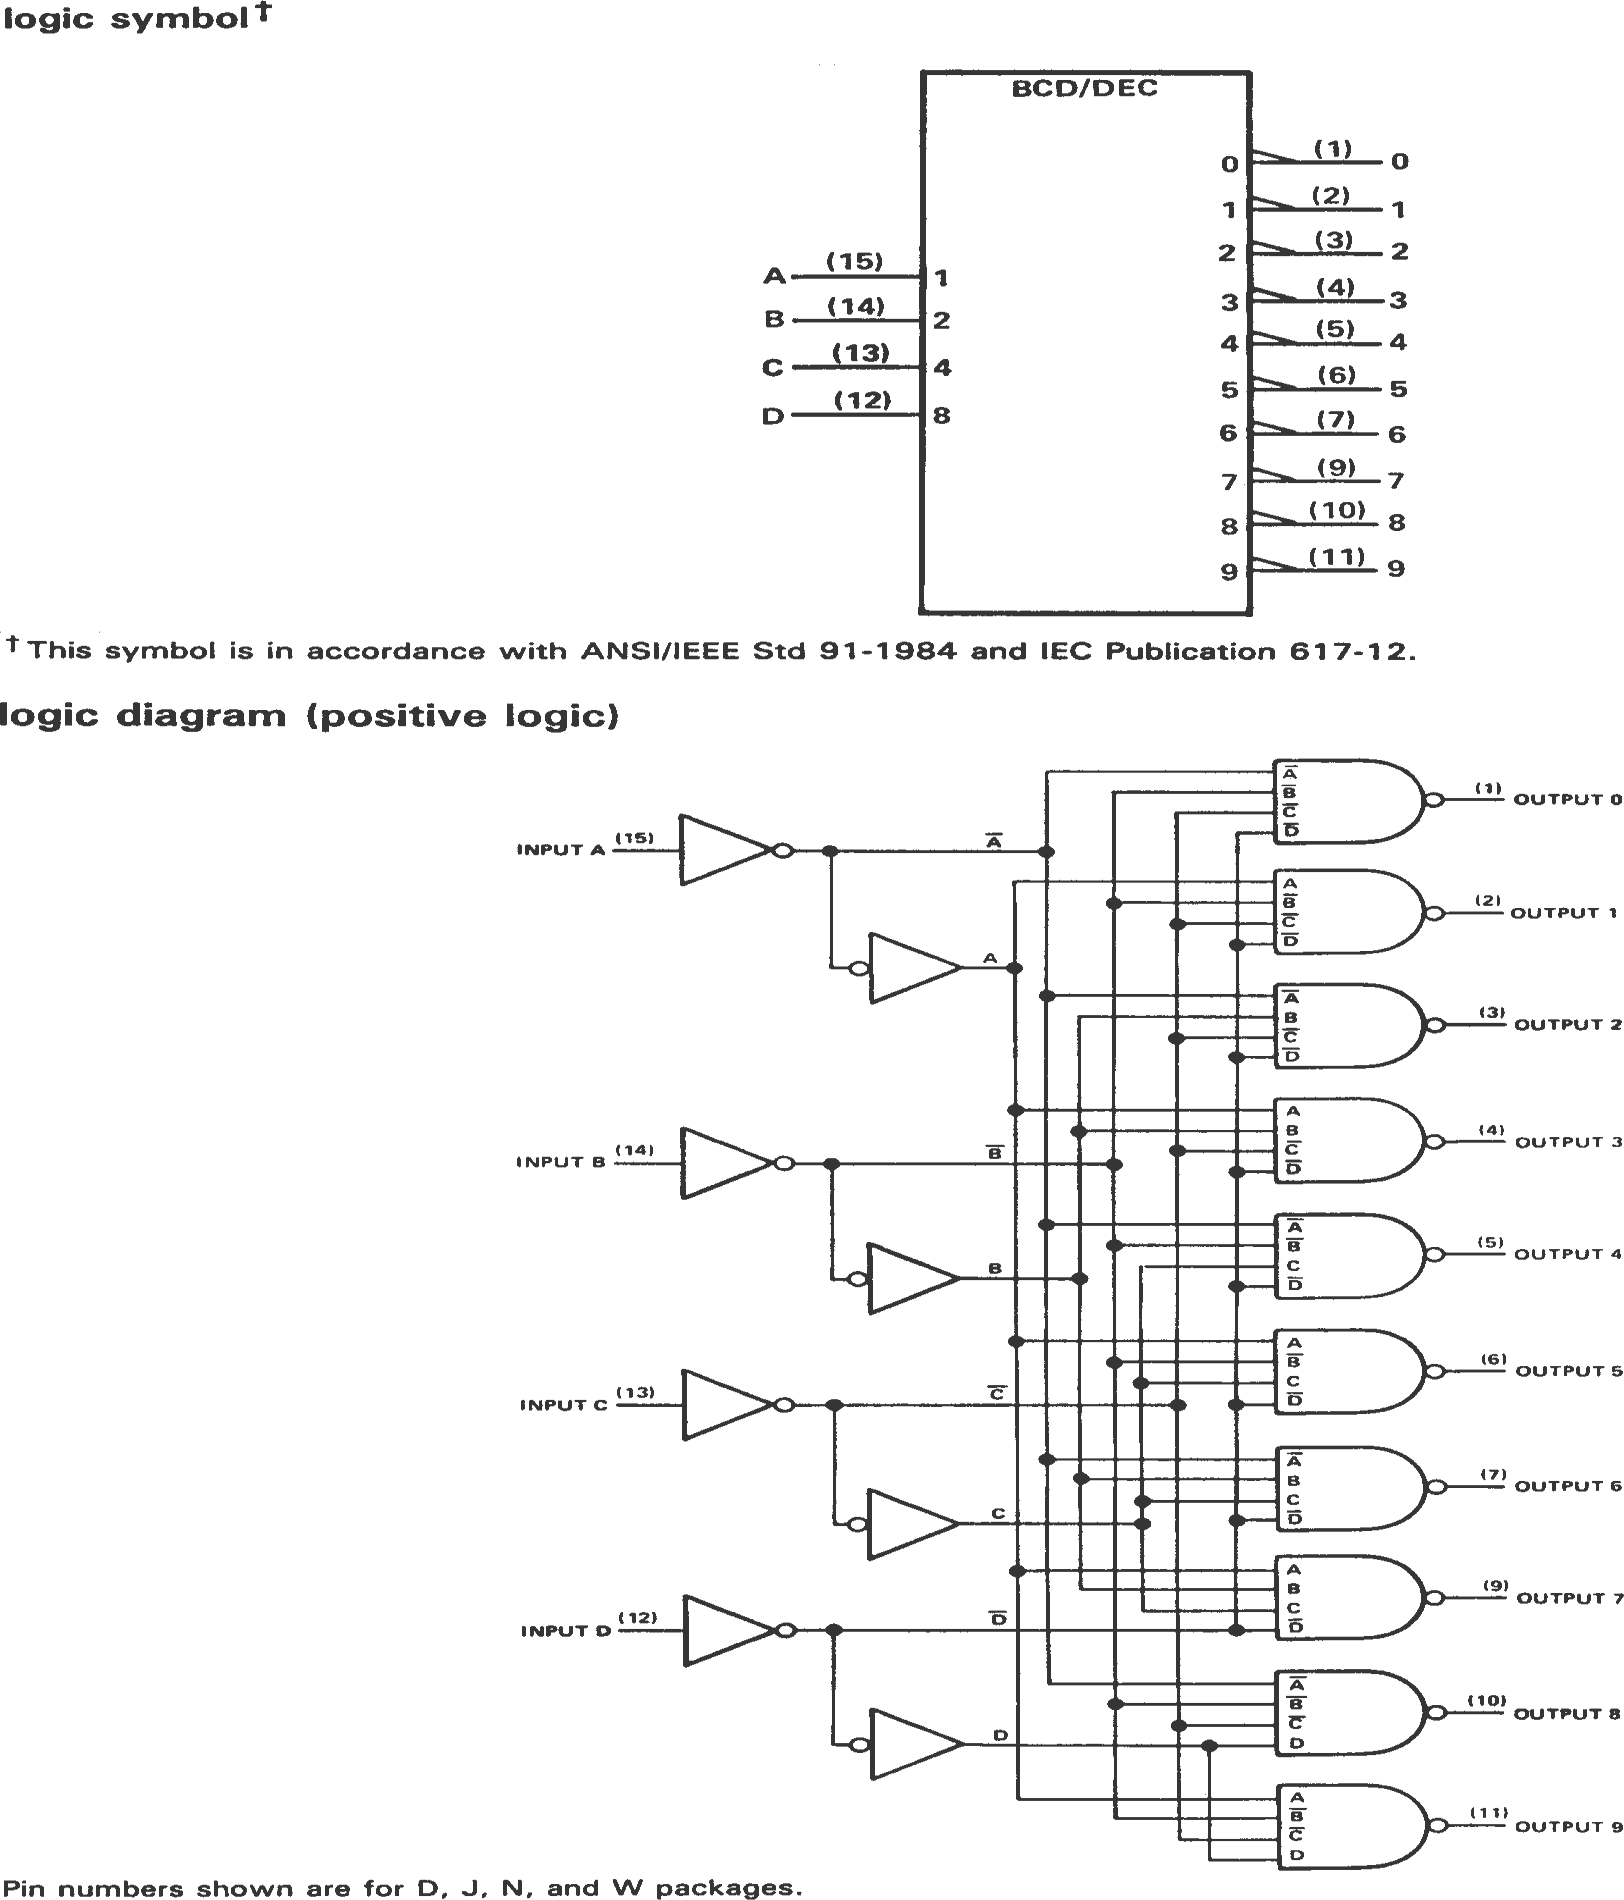 logic symbol†
BCD/DEC
0 (1) 0
1 (2) 1
2 (3) 2
A (15) 1
3 (4) 3
B (14) 2
4 (5) 4
C (13) 4
5 (6) 5
D (12) 8
6 (7) 6
7 (9) 7
8 (10) 8
9 (11) 9
†This symbol is in accordance with ANSI/IEEE Std 91-1984 and IEC Publication 617-12.
logic diagram (positive logic)
A̅
B̅
C̅
D̅
(1) OUTPUT 0
INPUT A (15)
A̅
A
B̅
C̅
D̅
(2) OUTPUT 1
A
A̅
B
C̅
D̅
(3) OUTPUT 2
A
B
C̅
D̅
(4) OUTPUT 3
INPUT B (14)
B̅
A̅
B̅
C
D̅
(5) OUTPUT 4
B
A
B̅
C
D̅
(6) OUTPUT 5
INPUT C (13)
C̅
A̅
B
C
D̅
(7) OUTPUT 6
C
A
B
C
D̅
(9) OUTPUT 7
INPUT D (12)
D̅
A̅
B̅
C̅
D
(10) OUTPUT 8
D
A
B̅
C̅
D
(11) OUTPUT 9
Pin numbers shown are for D, J, N, and W packages.